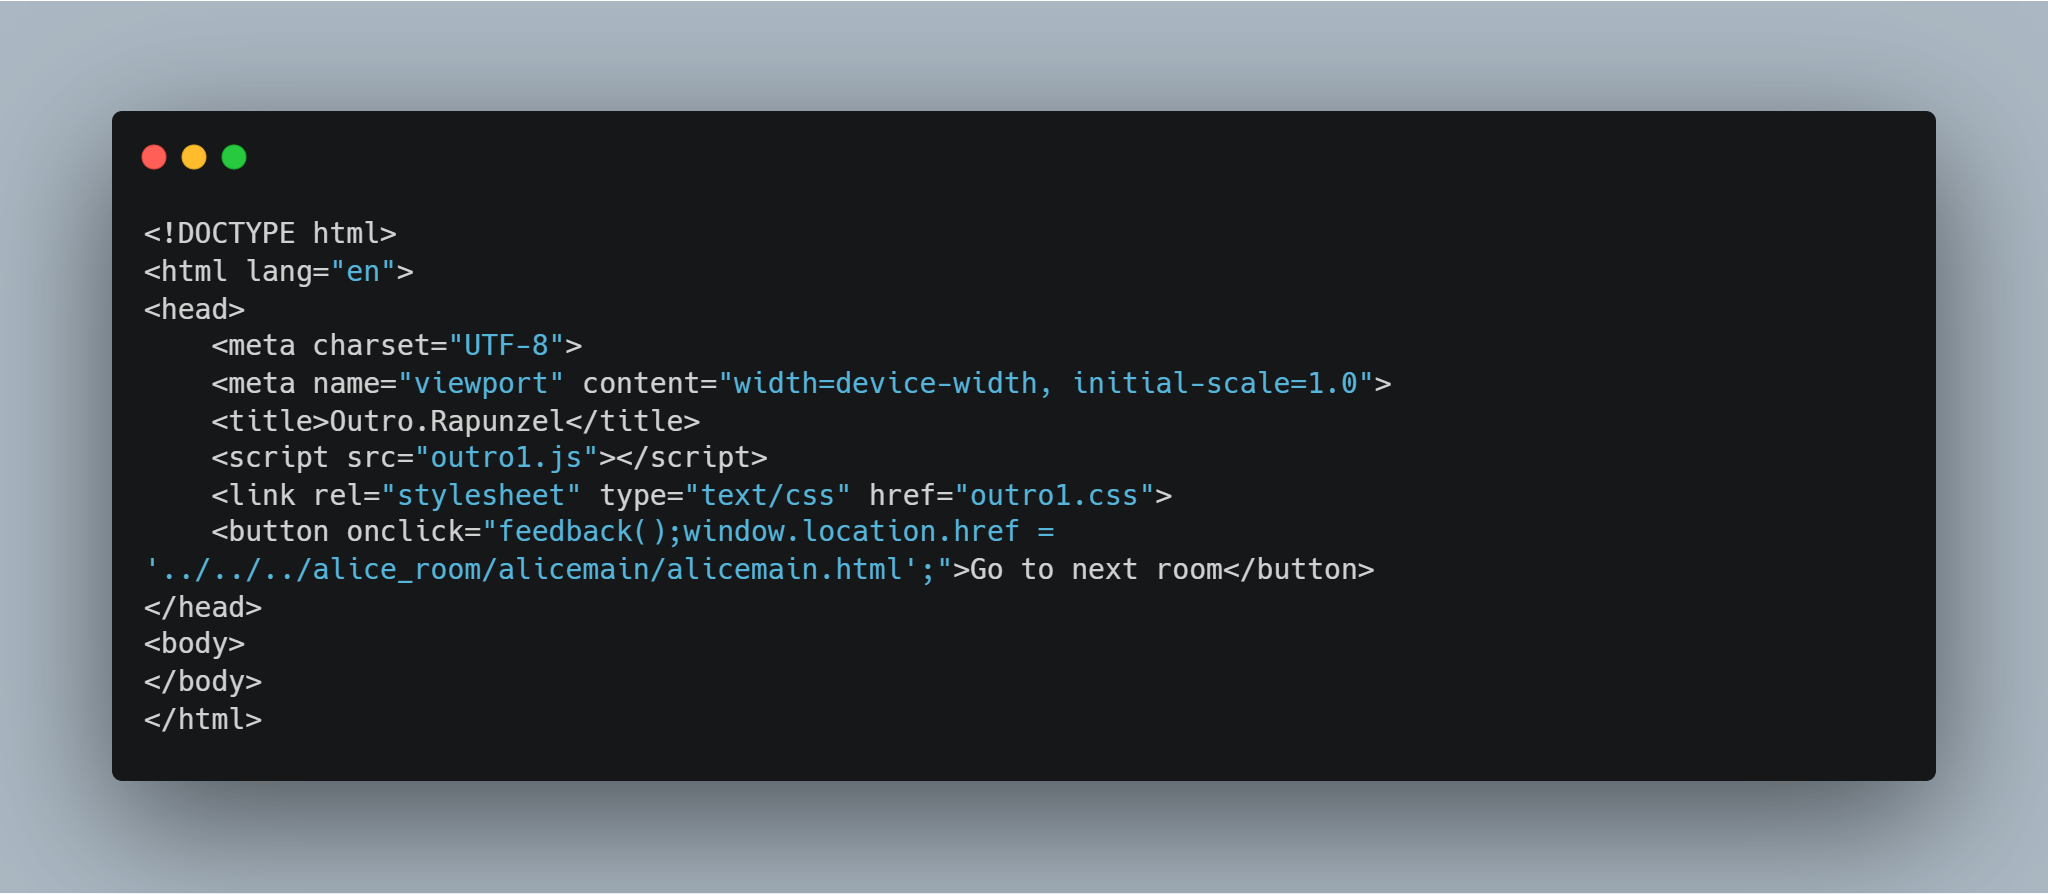 <!DOCTYPE html>
<html lang="en">
<head>
    <meta charset="UTF-8">
    <meta name="viewport" content="width=device-width, initial-scale=1.0">
    <title>Outro.Rapunzel</title>
    <script src="outro1.js"></script>
    <link rel="stylesheet" type="text/css" href="outro1.css">
    <button onclick="feedback();window.location.href =
'../../../alice_room/alicemain/alicemain.html';">Go to next room</button>
</head>
<body>
</body>
</html>